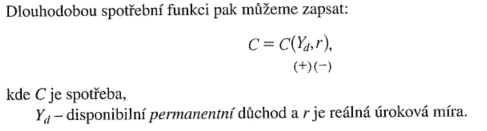 Dlouhodobou spotřební funkci pak můžeme zapsat:
C = C(Yd,r),
(+)(−)
kde C je spotřeba,
Yd – disponibilní permanentní důchod a r je reálná úroková míra.